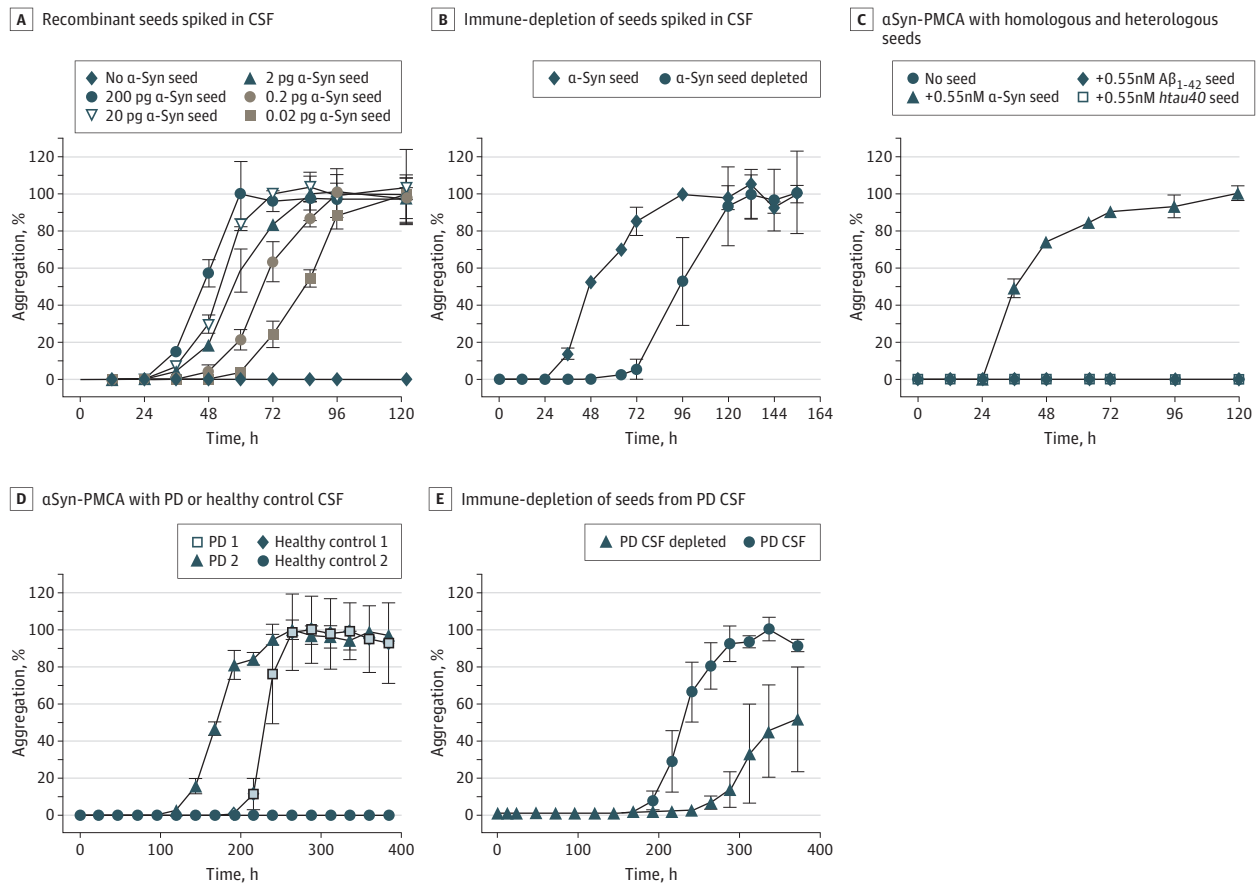 A Recombinant seeds spiked in CSF
No α-Syn seed
200 pg α-Syn seed
20 pg α-Syn seed
2 pg α-Syn seed
0.2 pg α-Syn seed
0.02 pg α-Syn seed
Aggregation, %
120
100
80
60
40
20
0
0 24 48 72 96 120
Time, h
B Immune-depletion of seeds spiked in CSF
α-Syn seed
α-Syn seed depleted
Aggregation, %
120
100
80
60
40
20
0
0 24 48 72 96 120 144 164
Time, h
C αSyn-PMCA with homologous and heterologous
seeds
No seed
+0.55nM α-Syn seed
+0.55nM Aβ1-42 seed
+0.55nM htau40 seed
Aggregation, %
120
100
80
60
40
20
0
0 12 24 48 72 96 120
Time, h
D αSyn-PMCA with PD or healthy control CSF
PD 1
PD 2
Healthy control 1
Healthy control 2
Aggregation, %
120
100
80
60
40
20
0
0 100 200 300 400
Time, h
E Immune-depletion of seeds from PD CSF
PD CSF depleted
PD CSF
Aggregation, %
120
100
80
60
40
20
0
0 100 200 300 400
Time, h